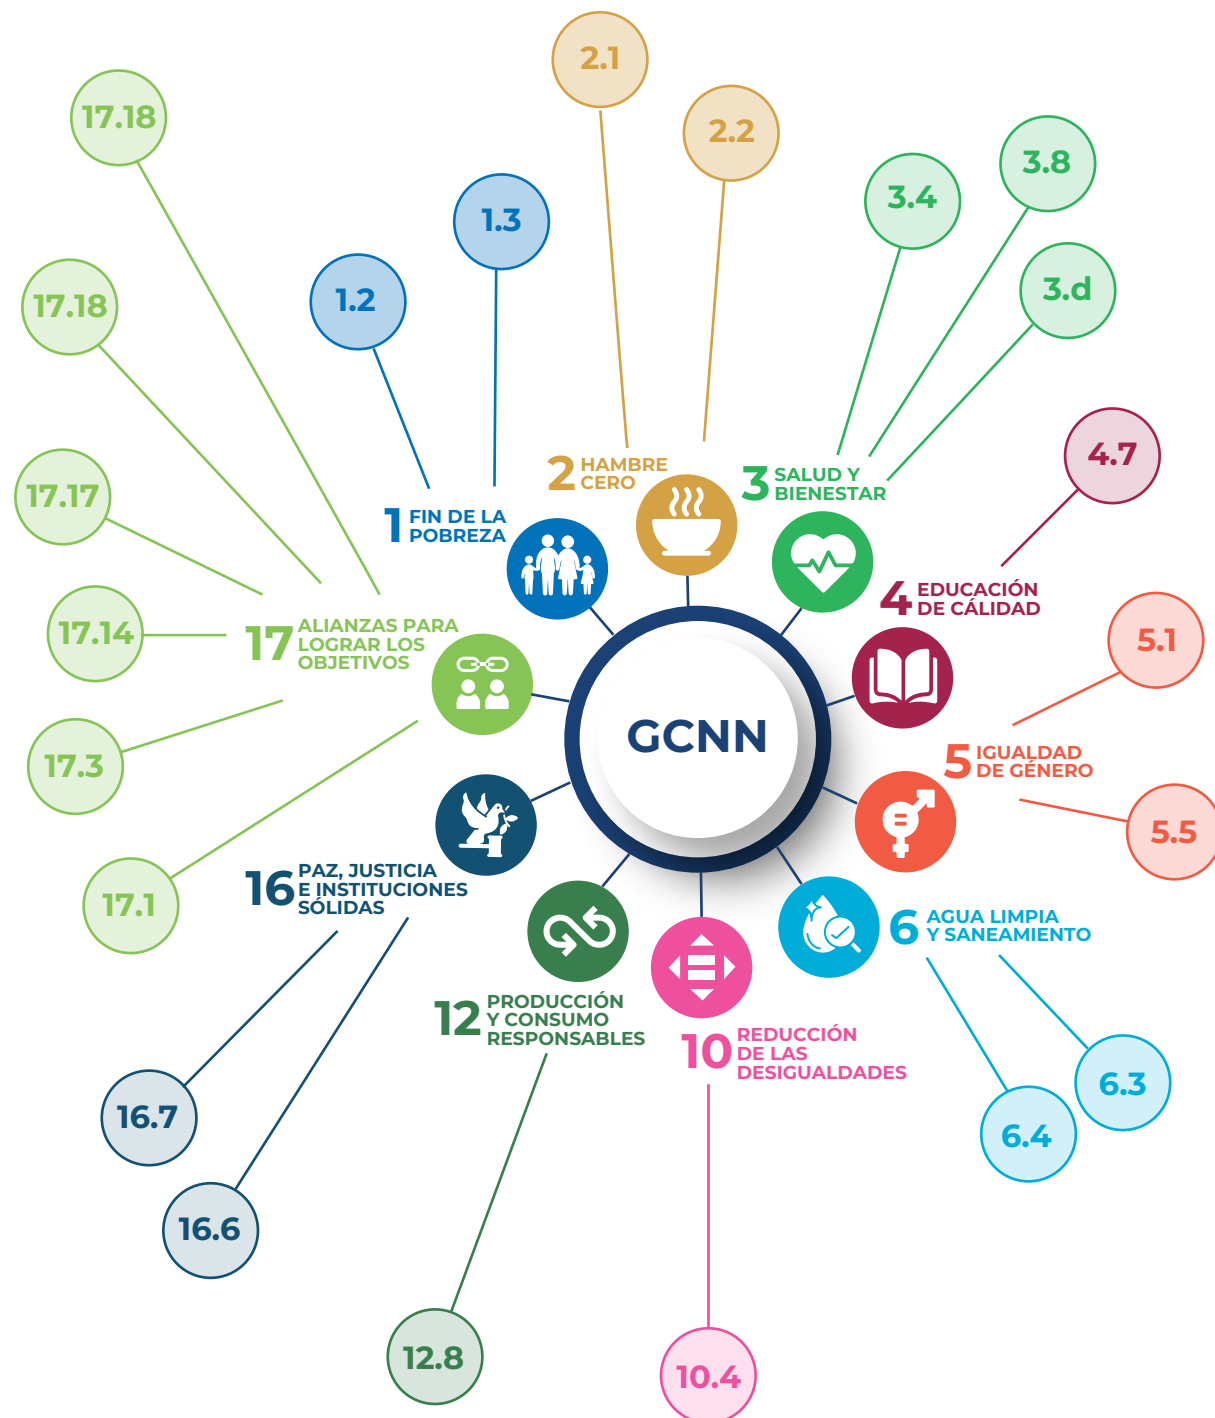 2.1
2.2
17.18
3.8
3.4
1.3
3.d
1.2
17.18
4.7
2 HAMBRE
CERO
3 SALUD Y
BIENESTAR
17.17
1 FIN DE LA
POBREZA
4 EDUCACIÓN
DE CÁLIDAD
17.14
17 ALIANZAS PARA
LOGRAR LOS
OBJETIVOS
5.1
GCNN
17.3
5 IGUALDAD
DE GÉNERO
5.5
16 PAZ, JUSTICIA
E INSTITUCIONES
SÓLIDAS
17.1
6 AGUA LIMPIA
Y SANEAMIENTO
12 PRODUCCIÓN
Y CONSUMO
RESPONSABLES
10 REDUCCIÓN
DE LAS
DESIGUALDADES
6.3
16.7
6.4
16.6
12.8
10.4